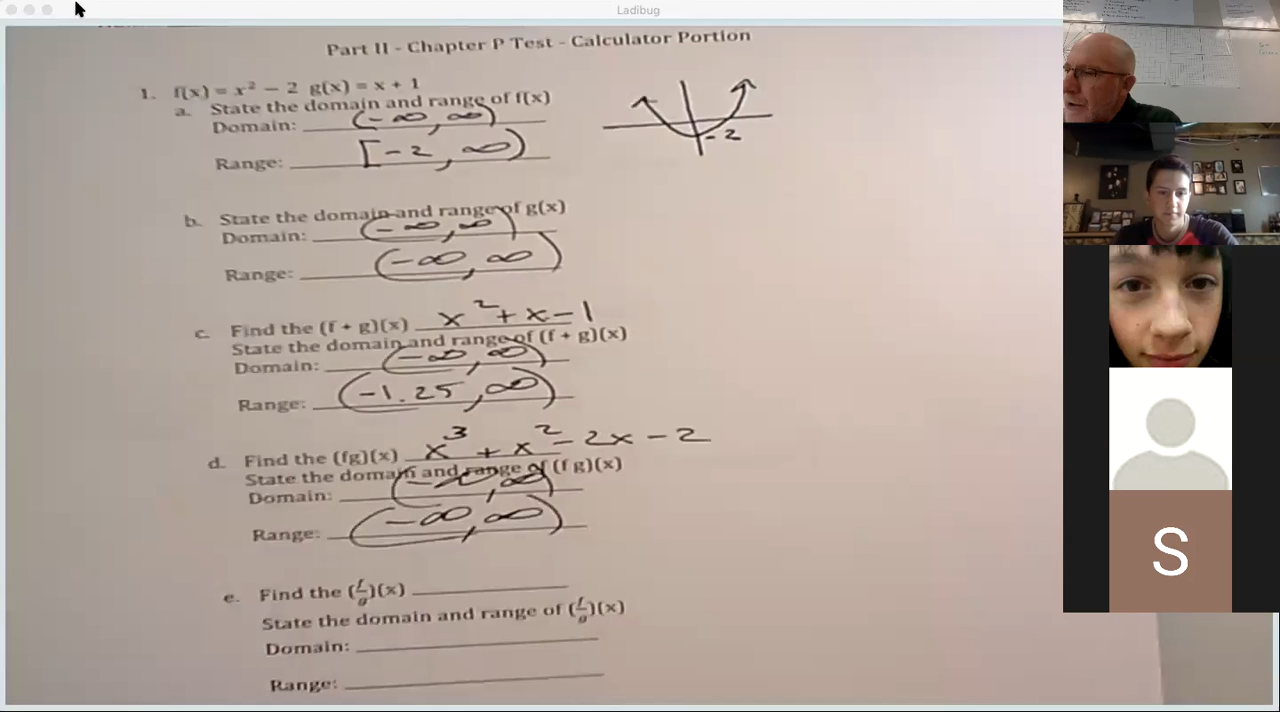 Ladibug
Part II - Chapter P Test - Calculator Portion
1. f(x) = x² − 2 g(x) = x + 1
a. State the domain and range of f(x)
Domain: (-∞, ∞)
Range: [-2, ∞)
-2
b. State the domain and range of g(x)
Domain: (-∞, ∞)
Range: (-∞, ∞)
c. Find the (f + g)(x) x² + x - 1
State the domain and range of (f + g)(x)
Domain: (-∞, ∞)
Range: (-1.25, ∞)
d. Find the (fg)(x) x³ + x² - 2x - 2
State the domain and range of (f g)(x)
Domain: (-∞, ∞)
Range: (-∞, ∞)
e. Find the (f/g)(x)
State the domain and range of (f/g)(x)
Domain:
Range:
S